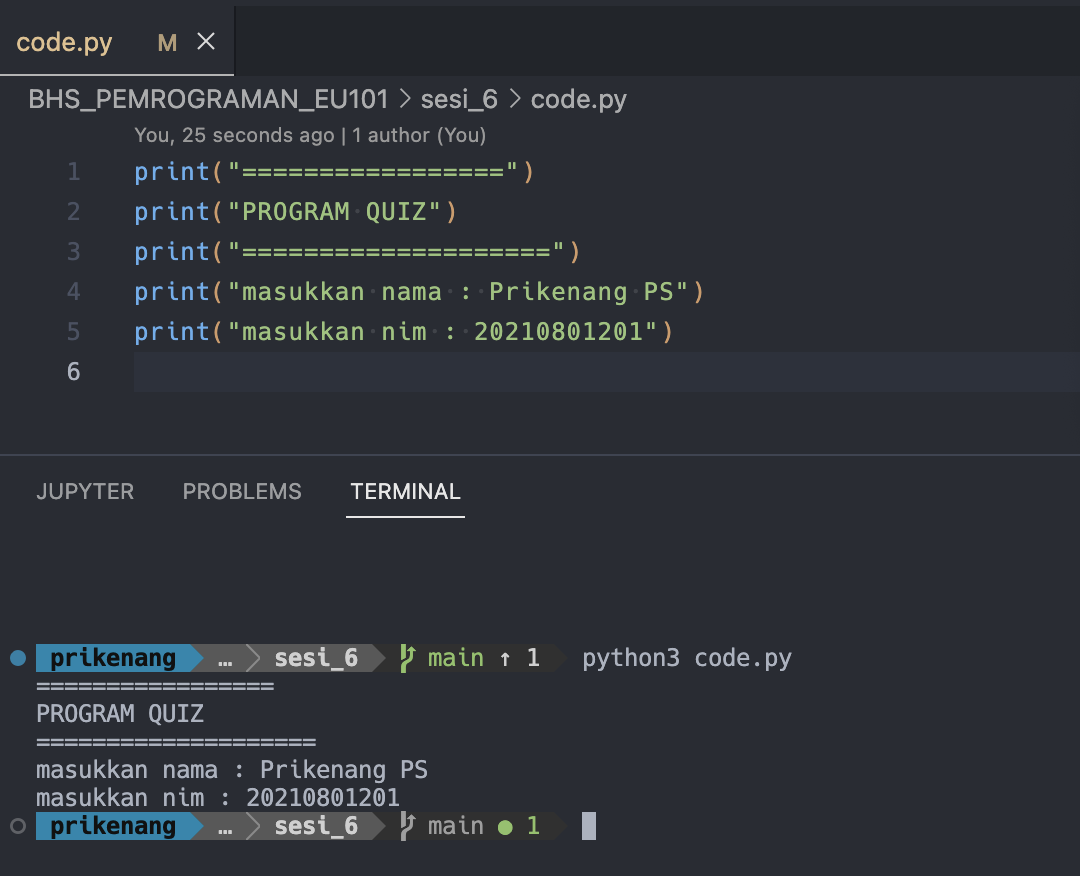 code.py M ×
BHS_PEMROGRAMAN_EU101 > sesi_6 > code.py
You, 25 seconds ago | 1 author (You)
1 print("=================")
2 print("PROGRAM QUIZ")
3 print("====================")
4 print("masukkan nama : Prikenang PS")
5 print("masukkan nim : 20210801201")
6
JUPYTER PROBLEMS TERMINAL
prikenang … sesi_6 main ↑ 1 python3 code.py
=================
PROGRAM QUIZ
====================
masukkan nama : Prikenang PS
masukkan nim : 20210801201
prikenang … sesi_6 main ● 1